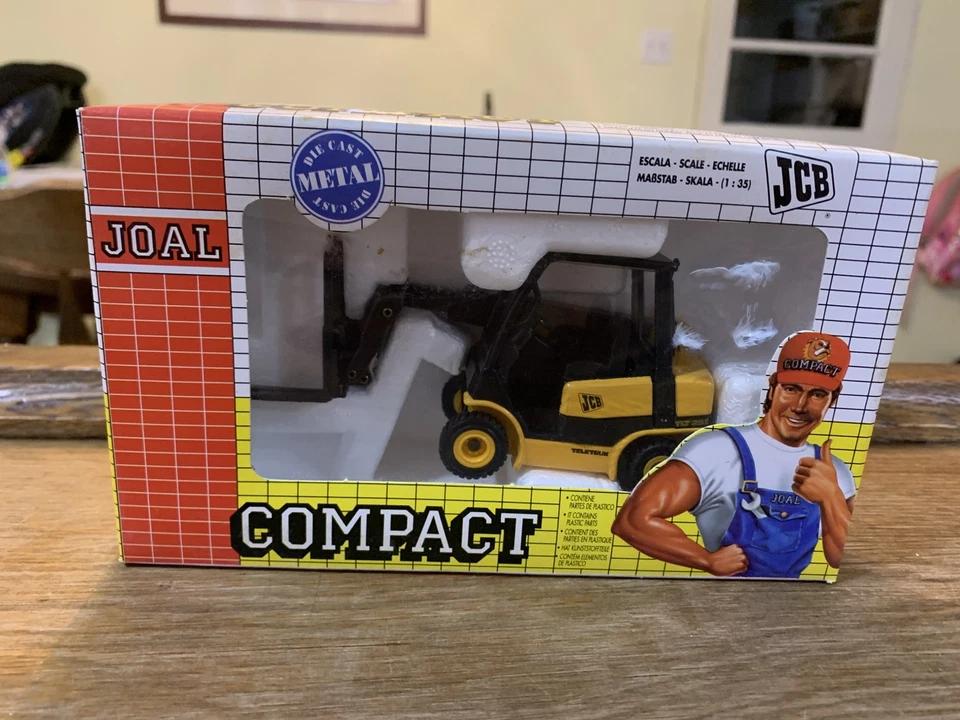 DIE CAST
METAL
DIE CAST
ESCALA - SCALE - ECHELLE
MAßSTAB - SKALA - (1 : 35)
JCB
JOAL
COMPACT
JCB
TELETRUK
JOAL
COMPACT
• CONTIENE
PARTES DE PLASTICO
• IT CONTAINS
PLASTIC PARTS
• CONTIENT DES
PARTIES EN PLASTIQUE
• HAT KUNSTSTOFFTEILE
CONTÉM ELEMENTOS
DE PLASTICO